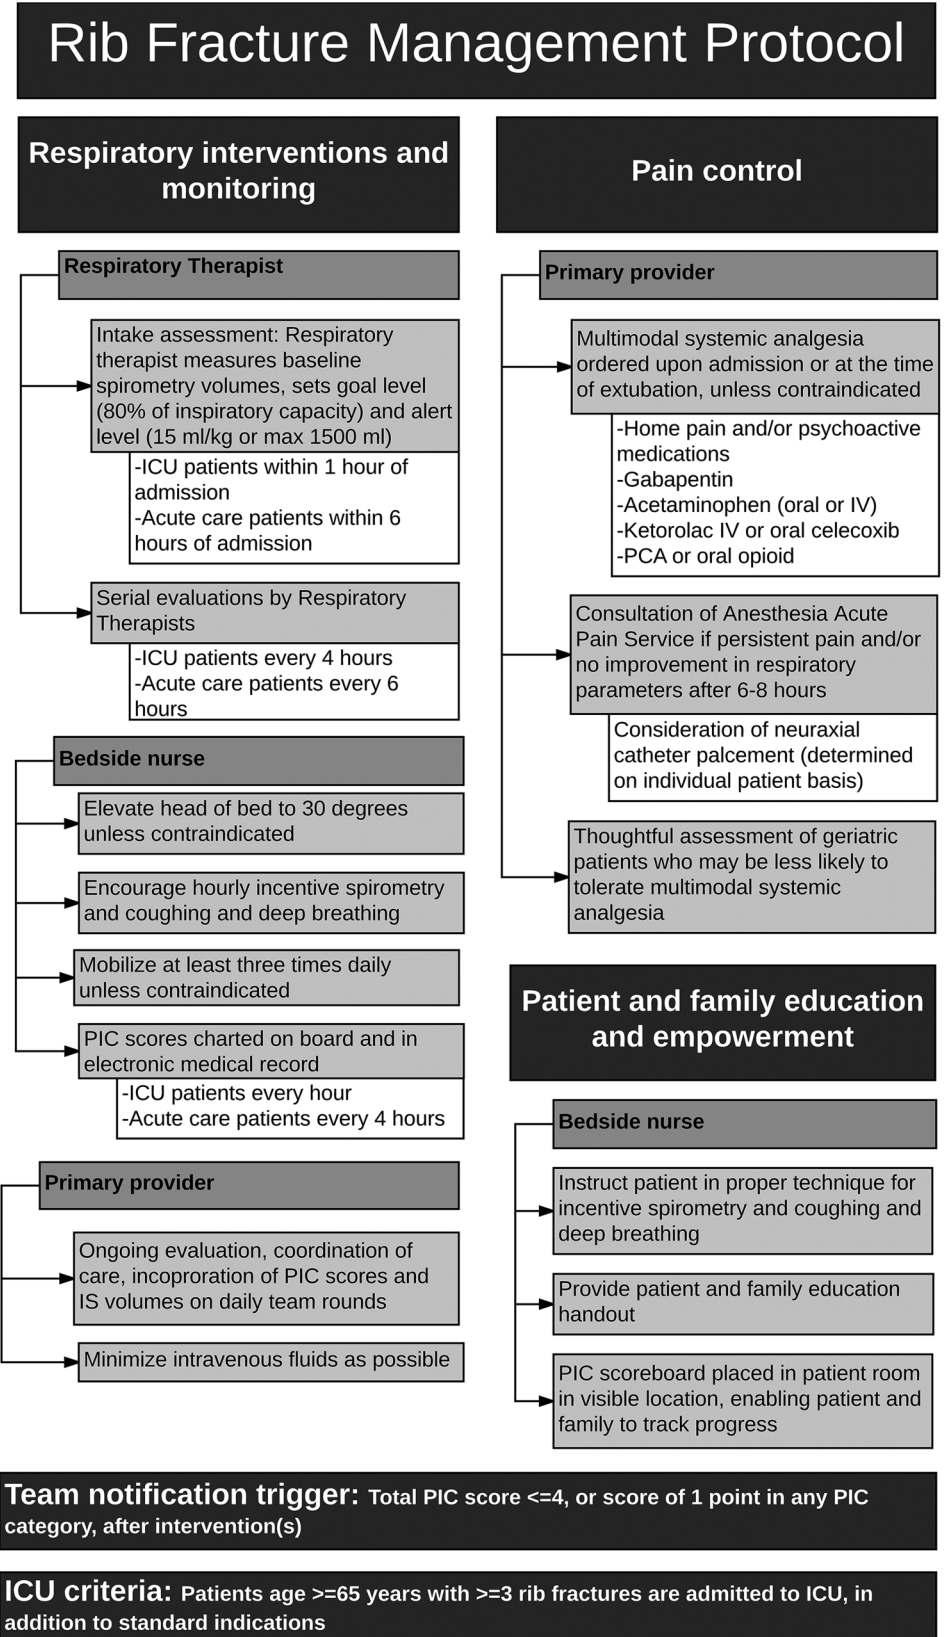 Rib Fracture Management Protocol
Respiratory interventions and
monitoring
Respiratory Therapist
Intake assessment: Respiratory
therapist measures baseline
spirometry volumes, sets goal level
(80% of inspiratory capacity) and alert
level (15 ml/kg or max 1500 ml)
-ICU patients within 1 hour of
admission
-Acute care patients within 6
hours of admission
Serial evaluations by Respiratory
Therapists
-ICU patients every 4 hours
-Acute care patients every 6
hours
Bedside nurse
Elevate head of bed to 30 degrees
unless contraindicated
Encourage hourly incentive spirometry
and coughing and deep breathing
Mobilize at least three times daily
unless contraindicated
PIC scores charted on board and in
electronic medical record
-ICU patients every hour
-Acute care patients every 4 hours
Primary provider
Ongoing evaluation, coordination of
care, incoproration of PIC scores and
IS volumes on daily team rounds
Minimize intravenous fluids as possible
Pain control
Primary provider
Multimodal systemic analgesia
ordered upon admission or at the time
of extubation, unless contraindicated
-Home pain and/or psychoactive
medications
-Gabapentin
-Acetaminophen (oral or IV)
-Ketorolac IV or oral celecoxib
-PCA or oral opioid
Consultation of Anesthesia Acute
Pain Service if persistent pain and/or
no improvement in respiratory
parameters after 6-8 hours
Consideration of neuraxial
catheter palcement (determined
on individual patient basis)
Thoughtful assessment of geriatric
patients who may be less likely to
tolerate multimodal systemic
analgesia
Patient and family education
and empowerment
Bedside nurse
Instruct patient in proper technique for
incentive spirometry and coughing and
deep breathing
Provide patient and family education
handout
PIC scoreboard placed in patient room
in visible location, enabling patient and
family to track progress
Team notification trigger: Total PIC score <=4, or score of 1 point in any PIC
category, after intervention(s)
ICU criteria: Patients age >=65 years with >=3 rib fractures are admitted to ICU, in
addition to standard indications